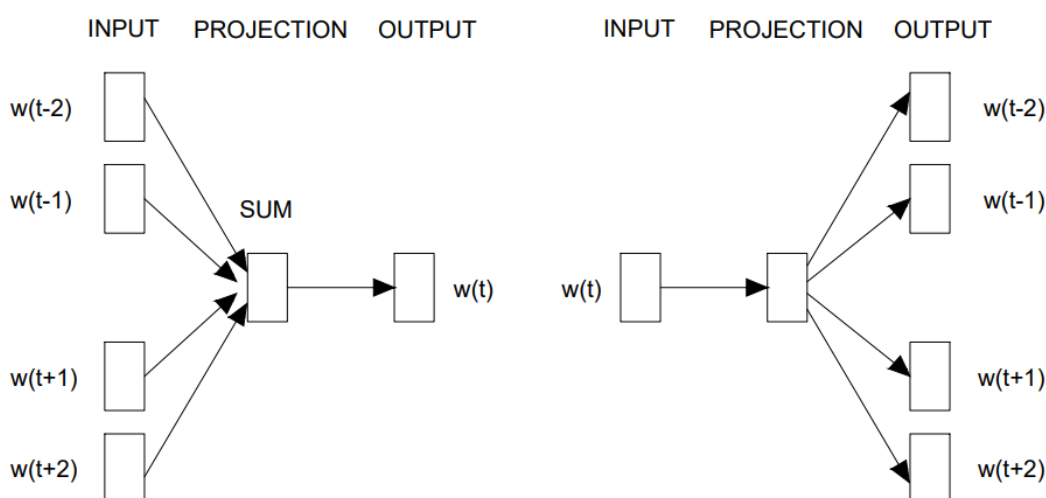 INPUT PROJECTION OUTPUT
w(t-2)
w(t-1)
SUM
w(t)
w(t+1)
w(t+2)
INPUT PROJECTION OUTPUT
w(t-2)
w(t-1)
w(t)
w(t+1)
w(t+2)